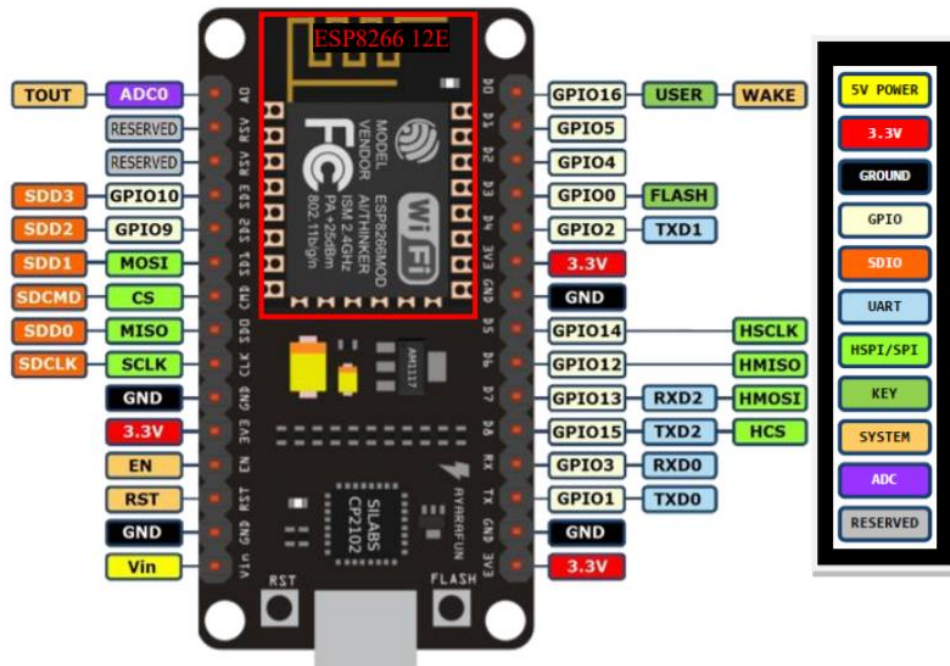 ESP8266 12E
TOUT ADC0 A0
RESERVED RSV
RESERVED RSV
SDD3 GPIO10 SD3
SDD2 GPIO9 SD2
SDD1 MOSI SD1
SDCMD CS CMD
SDD0 MISO SD0
SDCLK SCLK CLK
GND GND
3.3V 3V3
EN EN
RST RST
GND GND
Vin Vin
MODEL
VENDOR
ESP8266MOD
AI/THINKER
ISM 2.4GHz
PA +25dBm
802.11b/g/n
FC
WiFi
AM1117
SILABS
CP2102
AYARAFUN
RST
FLASH
D0 GPIO16 USER WAKE
D1 GPIO5
D2 GPIO4
D3 GPIO0 FLASH
D4 GPIO2 TXD1
3V3 3.3V
GND GND
D5 GPIO14 HSCLK
D6 GPIO12 HMISO
D7 GPIO13 RXD2 HMOSI
D8 GPIO15 TXD2 HCS
RX GPIO3 RXD0
TX GPIO1 TXD0
GND GND
3V3 3.3V
5V POWER
3.3V
GROUND
GPIO
SDIO
UART
HSPI/SPI
KEY
SYSTEM
ADC
RESERVED